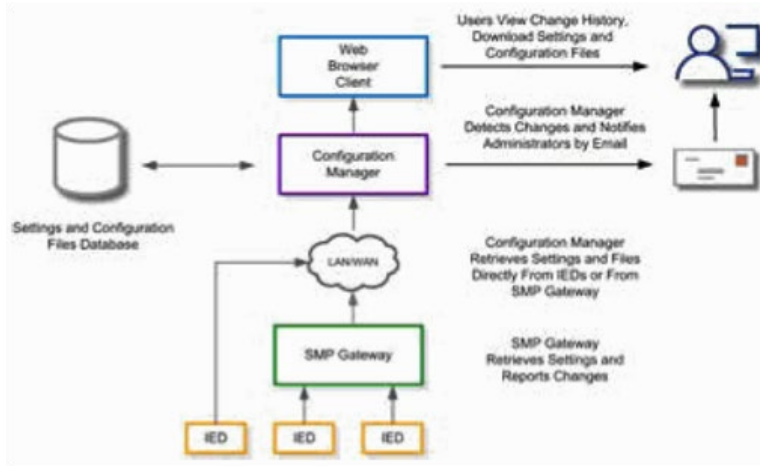 Users View Change History,
Download Settings and
Configuration Files
Web
Browser
Client
Configuration Manager
Detects Changes and Notifies
Administrators by Email
Configuration
Manager
Settings and Configuration
Files Database
LAN/WAN
Configuration Manager
Retrieves Settings and Files
Directly From IEDs or From
SMP Gateway
SMP Gateway
SMP Gateway
Retrieves Settings and
Reports Changes
IED
IED
IED